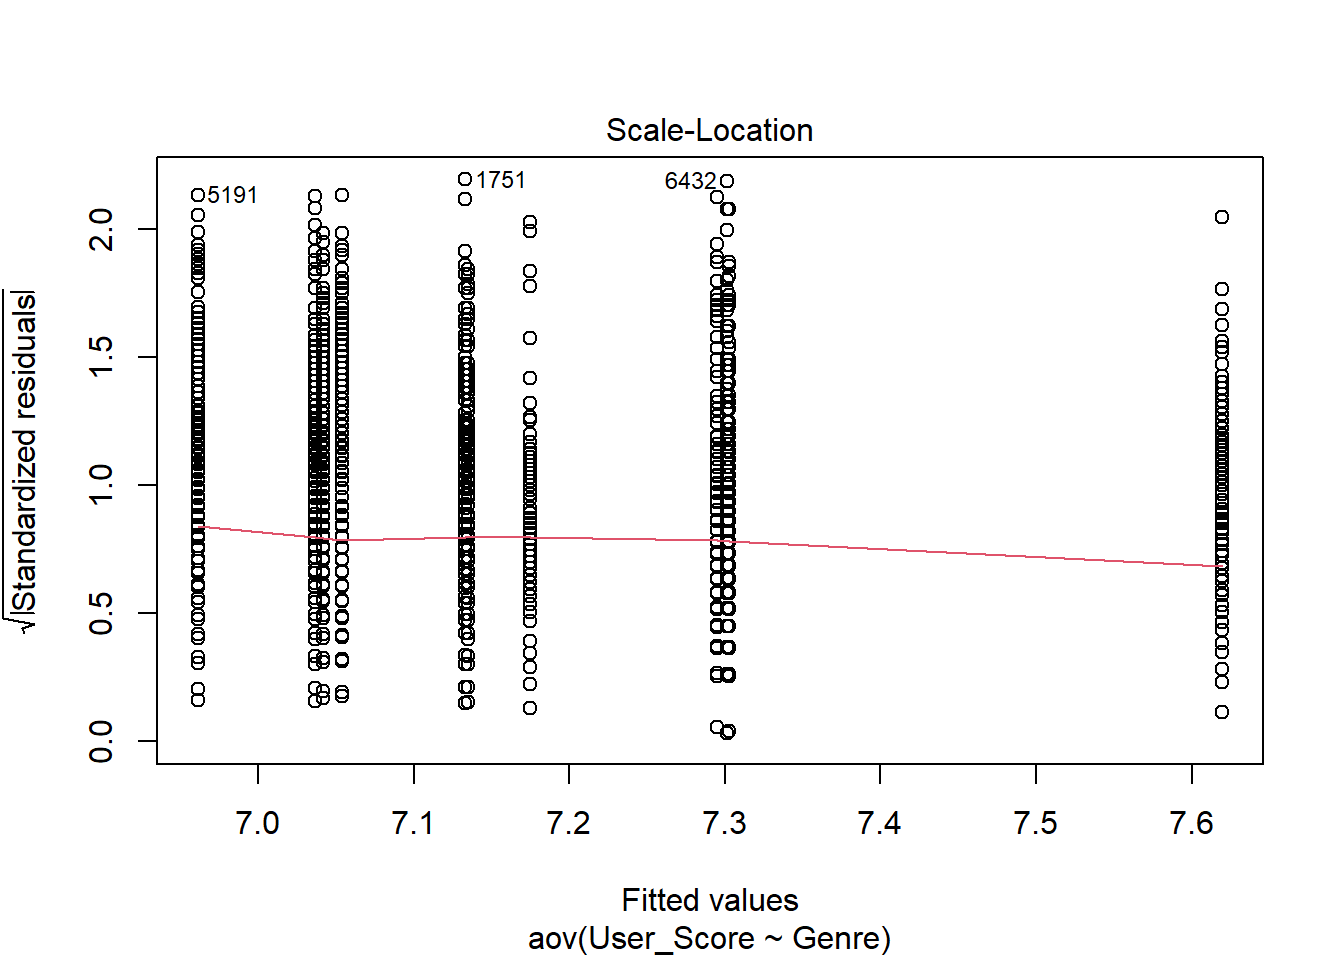 Scale-Location
5191
1751
6432
√|Standardized residuals|
2.0
1.5
1.0
0.5
0.0
7.0 7.1 7.2 7.3 7.4 7.5 7.6
Fitted values
aov(User_Score ~ Genre)